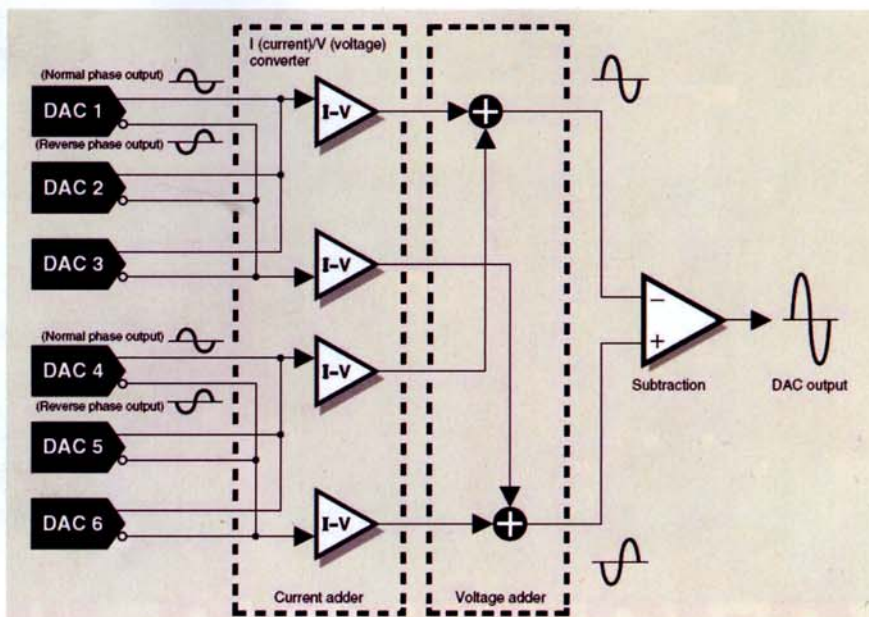 I (current)/V (voltage)
converter
(Normal phase output)
DAC 1
(Reverse phase output)
DAC 2
DAC 3
(Normal phase output)
DAC 4
(Reverse phase output)
DAC 5
DAC 6
I-V
I-V
I-V
I-V
+
+
−
+
Subtraction
DAC output
Current adder
Voltage adder